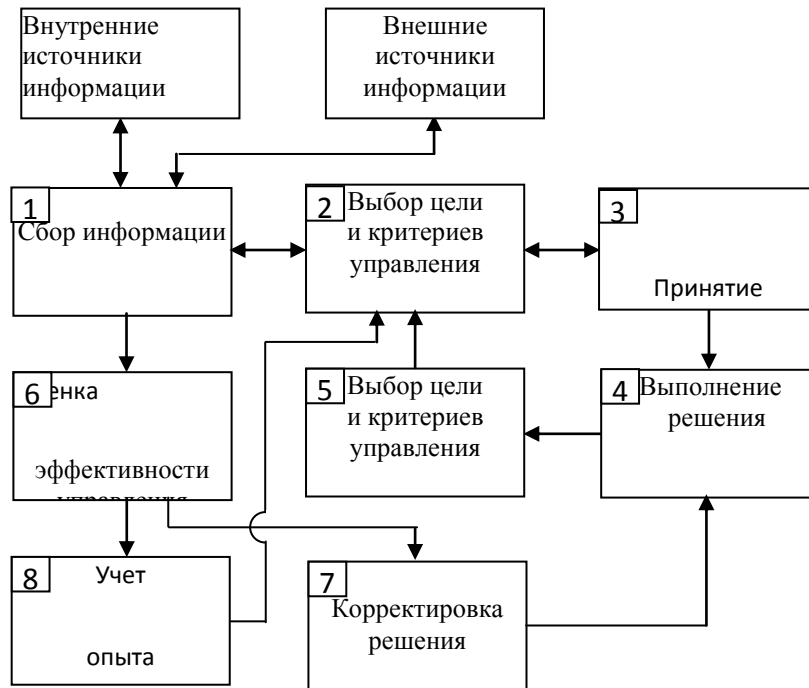 Внутренние
источники
информации
Внешние
источники
информации
1
Сбор информации
2
Выбор цели
и критериев
управления
3
Принятие
6
енка
эффективности
управления
5
Выбор цели
и критериев
управления
4
Выполнение
решения
8
Учет
опыта
7
Корректировка
решения